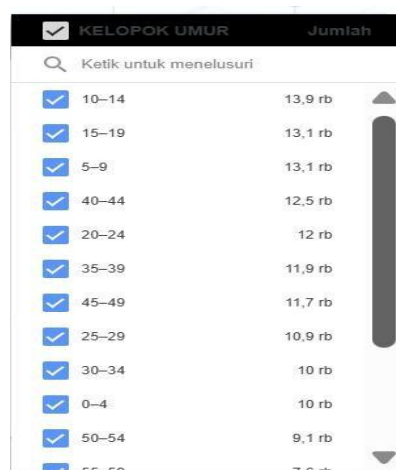 KELOPOK UMUR Jumlah
Ketik untuk menelusuri
10–14 13,9 rb
15–19 13,1 rb
5–9 13,1 rb
40–44 12,5 rb
20–24 12 rb
35–39 11,9 rb
45–49 11,7 rb
25–29 10,9 rb
30–34 10 rb
0–4 10 rb
50–54 9,1 rb